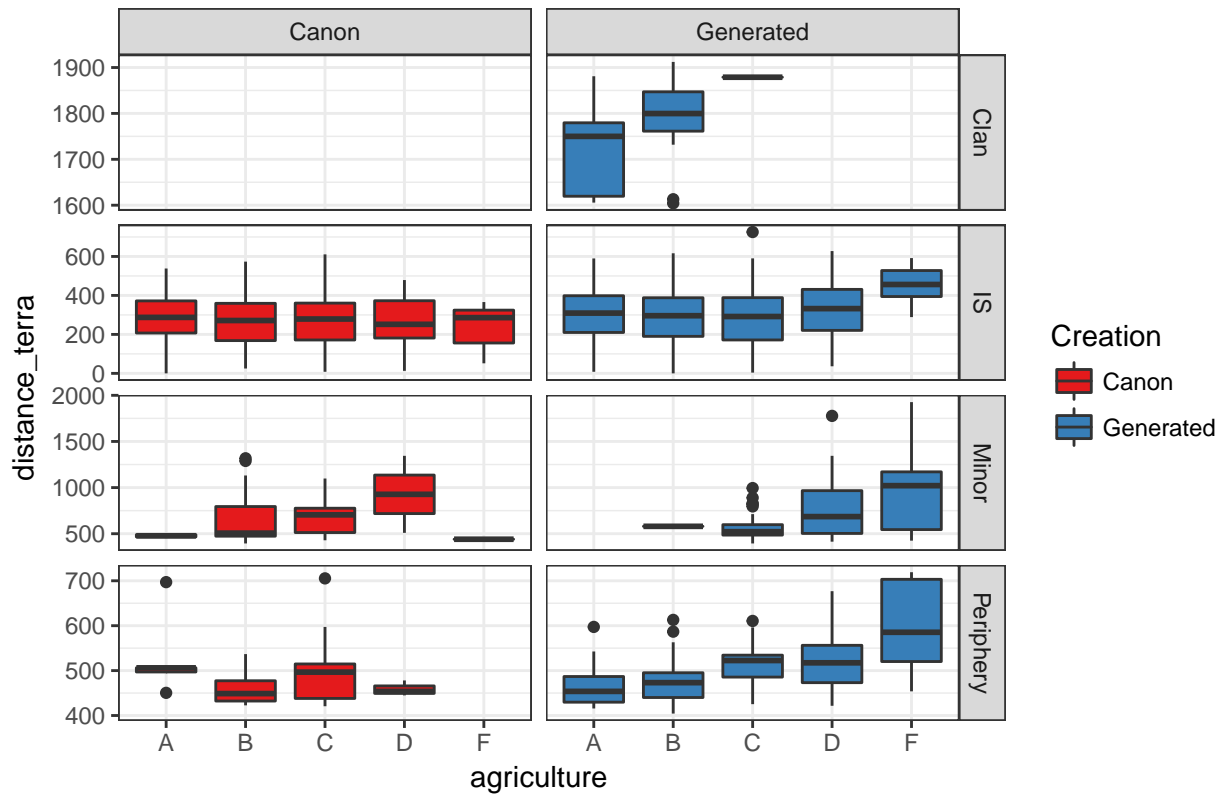 Canon Generated
1900
1800
1700
1600
Clan
600
400
200
0
IS
2000
1500
1000
500
Minor
700
600
500
400
Periphery
A B C D F A B C D F
agriculture
distance_terra
Creation
Canon
Generated